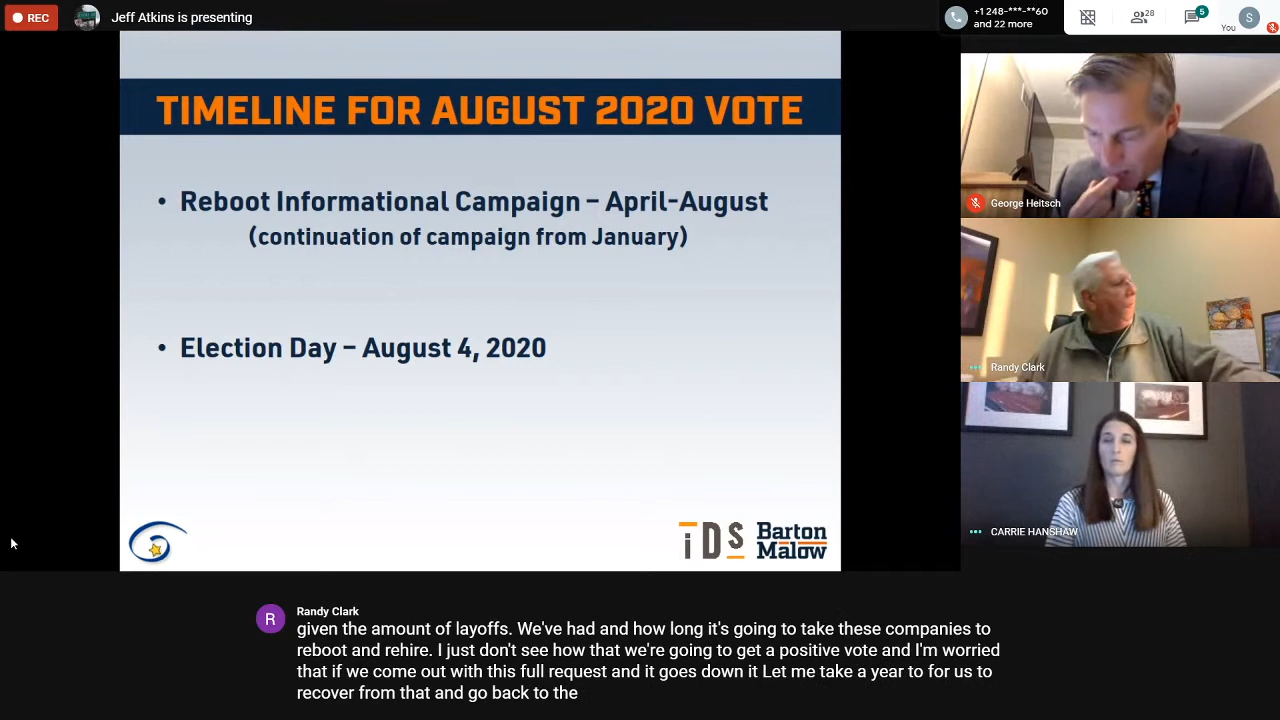 REC
Jeff Atkins is presenting
+1 248-***-**60
and 22 more
28
5
You
S
TIMELINE FOR AUGUST 2020 VOTE
• Reboot Informational Campaign – April-August
(continuation of campaign from January)
• Election Day – August 4, 2020
iDS
Barton
Malow
George Heitsch
Randy Clark
CARRIE HANSHAW
R
Randy Clark
given the amount of layoffs. We've had and how long it's going to take these companies to
reboot and rehire. I just don't see how that we're going to get a positive vote and I'm worried
that if we come out with this full request and it goes down it Let me take a year to for us to
recover from that and go back to the